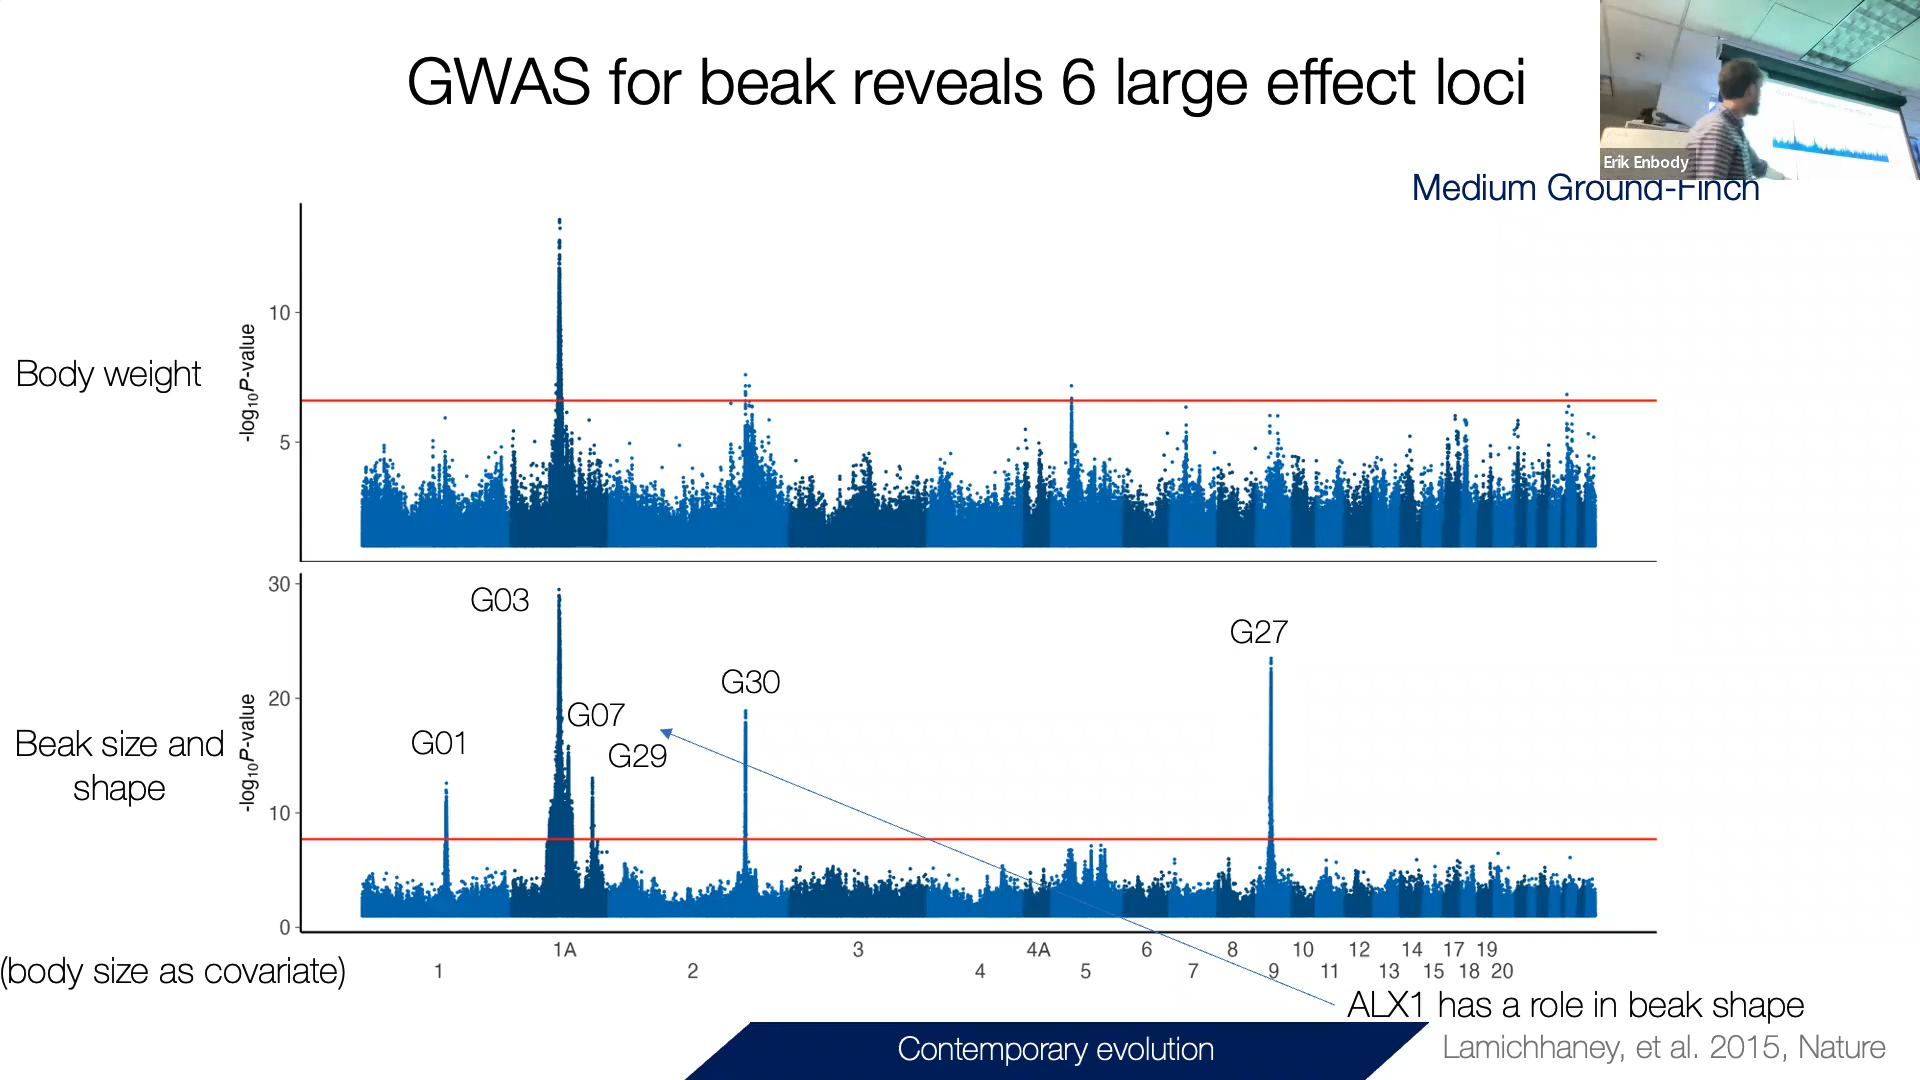 GWAS for beak reveals 6 large effect loci
Erik Enbody
Medium Ground-Finch
Body weight
-log10P-value
10
5
Beak size and
shape
-log10P-value
30
20
10
0
G03
G27
G30
G07
G01
G29
1A 3 4A 6 8 10 12 14 17 19
(body size as covariate)
1 2 4 5 7 9 11 13 15 18 20
ALX1 has a role in beak shape
Contemporary evolution
Lamichhaney, et al. 2015, Nature